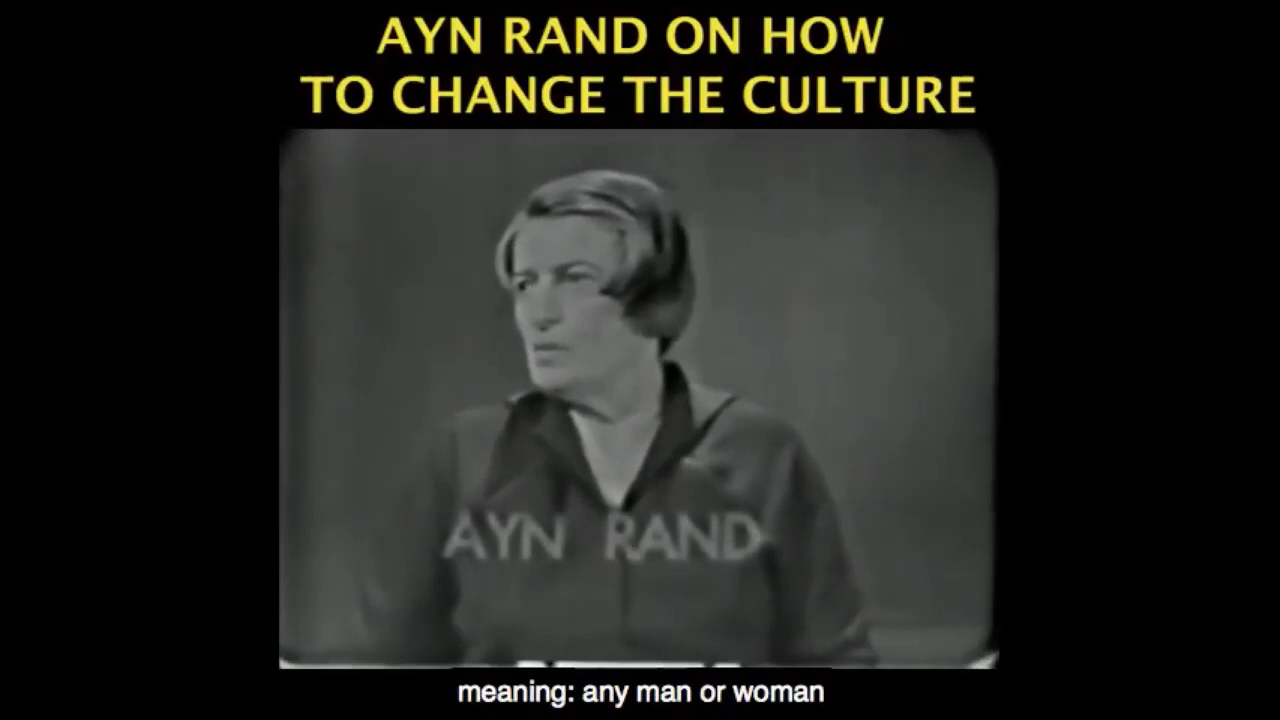 AYN RAND ON HOW
TO CHANGE THE CULTURE
AYN RAND
meaning: any man or woman